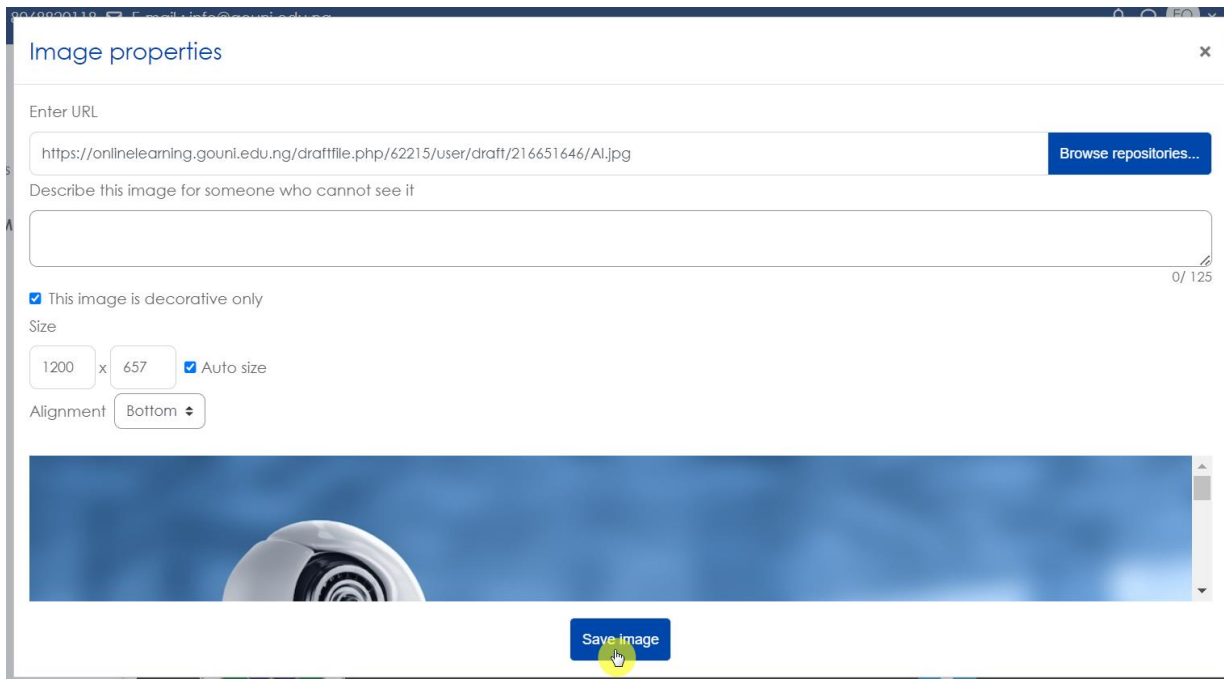 Image properties
×
Enter URL
https://onlinelearning.gouni.edu.ng/draftfile.php/62215/user/draft/216651646/AI.jpg
Browse repositories...
Describe this image for someone who cannot see it
0/ 125
This image is decorative only
Size
1200 x 657 Auto size
Alignment Bottom
Save image